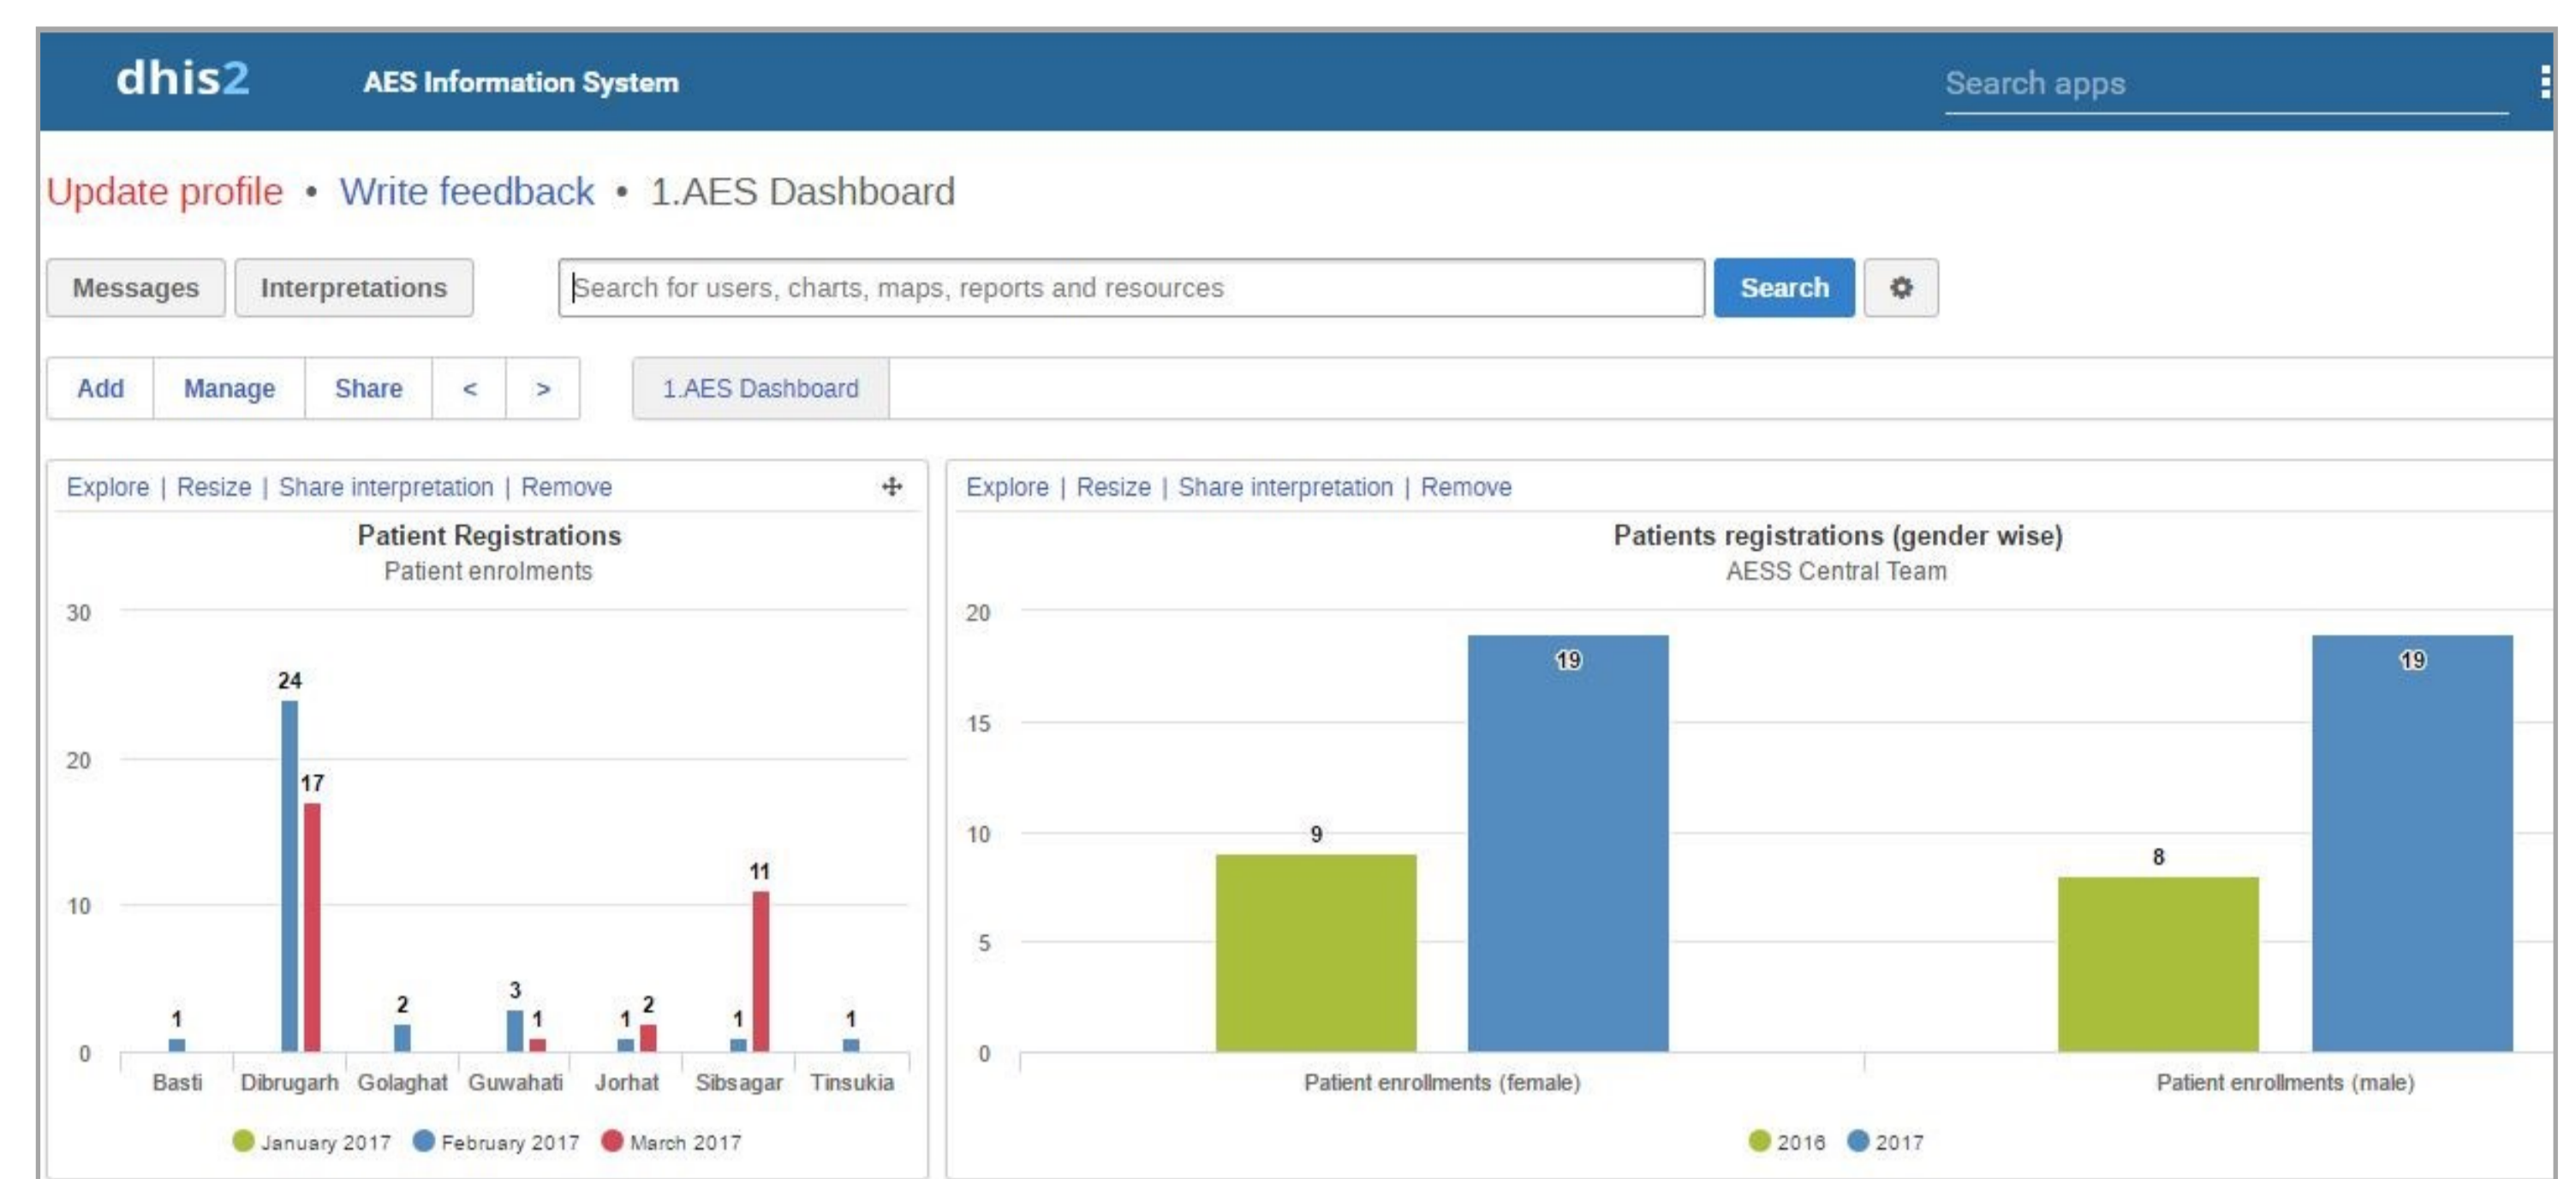 dhis2 AES Information System Search apps
Update profile • Write feedback • 1.AES Dashboard
Messages Interpretations Search for users, charts, maps, reports and resources Search
Add Manage Share < > 1.AES Dashboard
Explore | Resize | Share interpretation | Remove
Patient Registrations
Patient enrolments
30
24
20
17
11
10
1 2 3 1 1 2 1 1
0
Basti Dibrugarh Golaghat Guwahati Jorhat Sibsagar Tinsukia
January 2017 February 2017 March 2017
Explore | Resize | Share interpretation | Remove
Patients registrations (gender wise)
AESS Central Team
20
19 19
15
10 9
8
5
0
Patient enrollments (female) Patient enrollments (male)
2016 2017